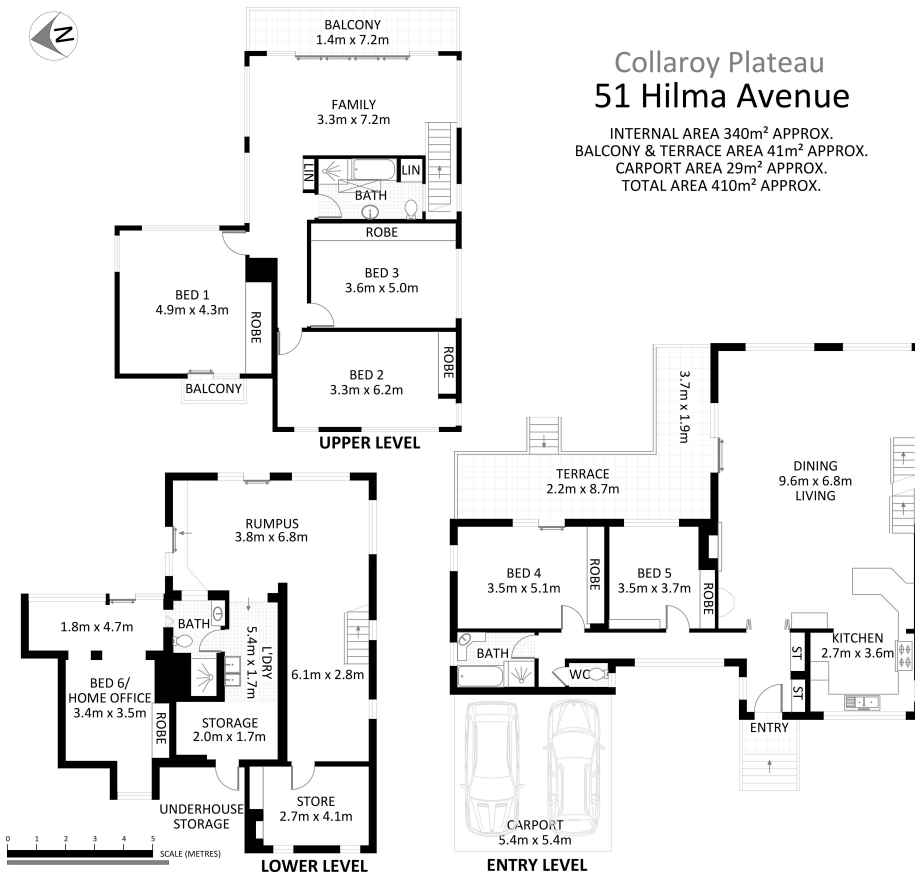 N
Collaroy Plateau
51 Hilma Avenue
INTERNAL AREA 340m² APPROX.
BALCONY & TERRACE AREA 41m² APPROX.
CARPORT AREA 29m² APPROX.
TOTAL AREA 410m² APPROX.
BALCONY
1.4m x 7.2m
FAMILY
3.3m x 7.2m
LIN
LIN
BATH
ROBE
BED 3
3.6m x 5.0m
BED 1
4.9m x 4.3m
ROBE
BALCONY
BED 2
3.3m x 6.2m
ROBE
UPPER LEVEL
RUMPUS
3.8m x 6.8m
BATH
L'DRY
5.4m x 1.7m
1.8m x 4.7m
6.1m x 2.8m
BED 6/
HOME OFFICE
3.4m x 3.5m
ROBE
STORAGE
2.0m x 1.7m
UNDERHOUSE
STORAGE
STORE
2.7m x 4.1m
0 1 2 3 4 5
SCALE (METRES)
LOWER LEVEL
3.7m x 1.9m
TERRACE
2.2m x 8.7m
DINING
9.6m x 6.8m
LIVING
BED 4
3.5m x 5.1m
ROBE
BED 5
3.5m x 3.7m
ROBE
KITCHEN
2.7m x 3.6m
BATH
WC
ST
ST
ENTRY
CARPORT
5.4m x 5.4m
ENTRY LEVEL